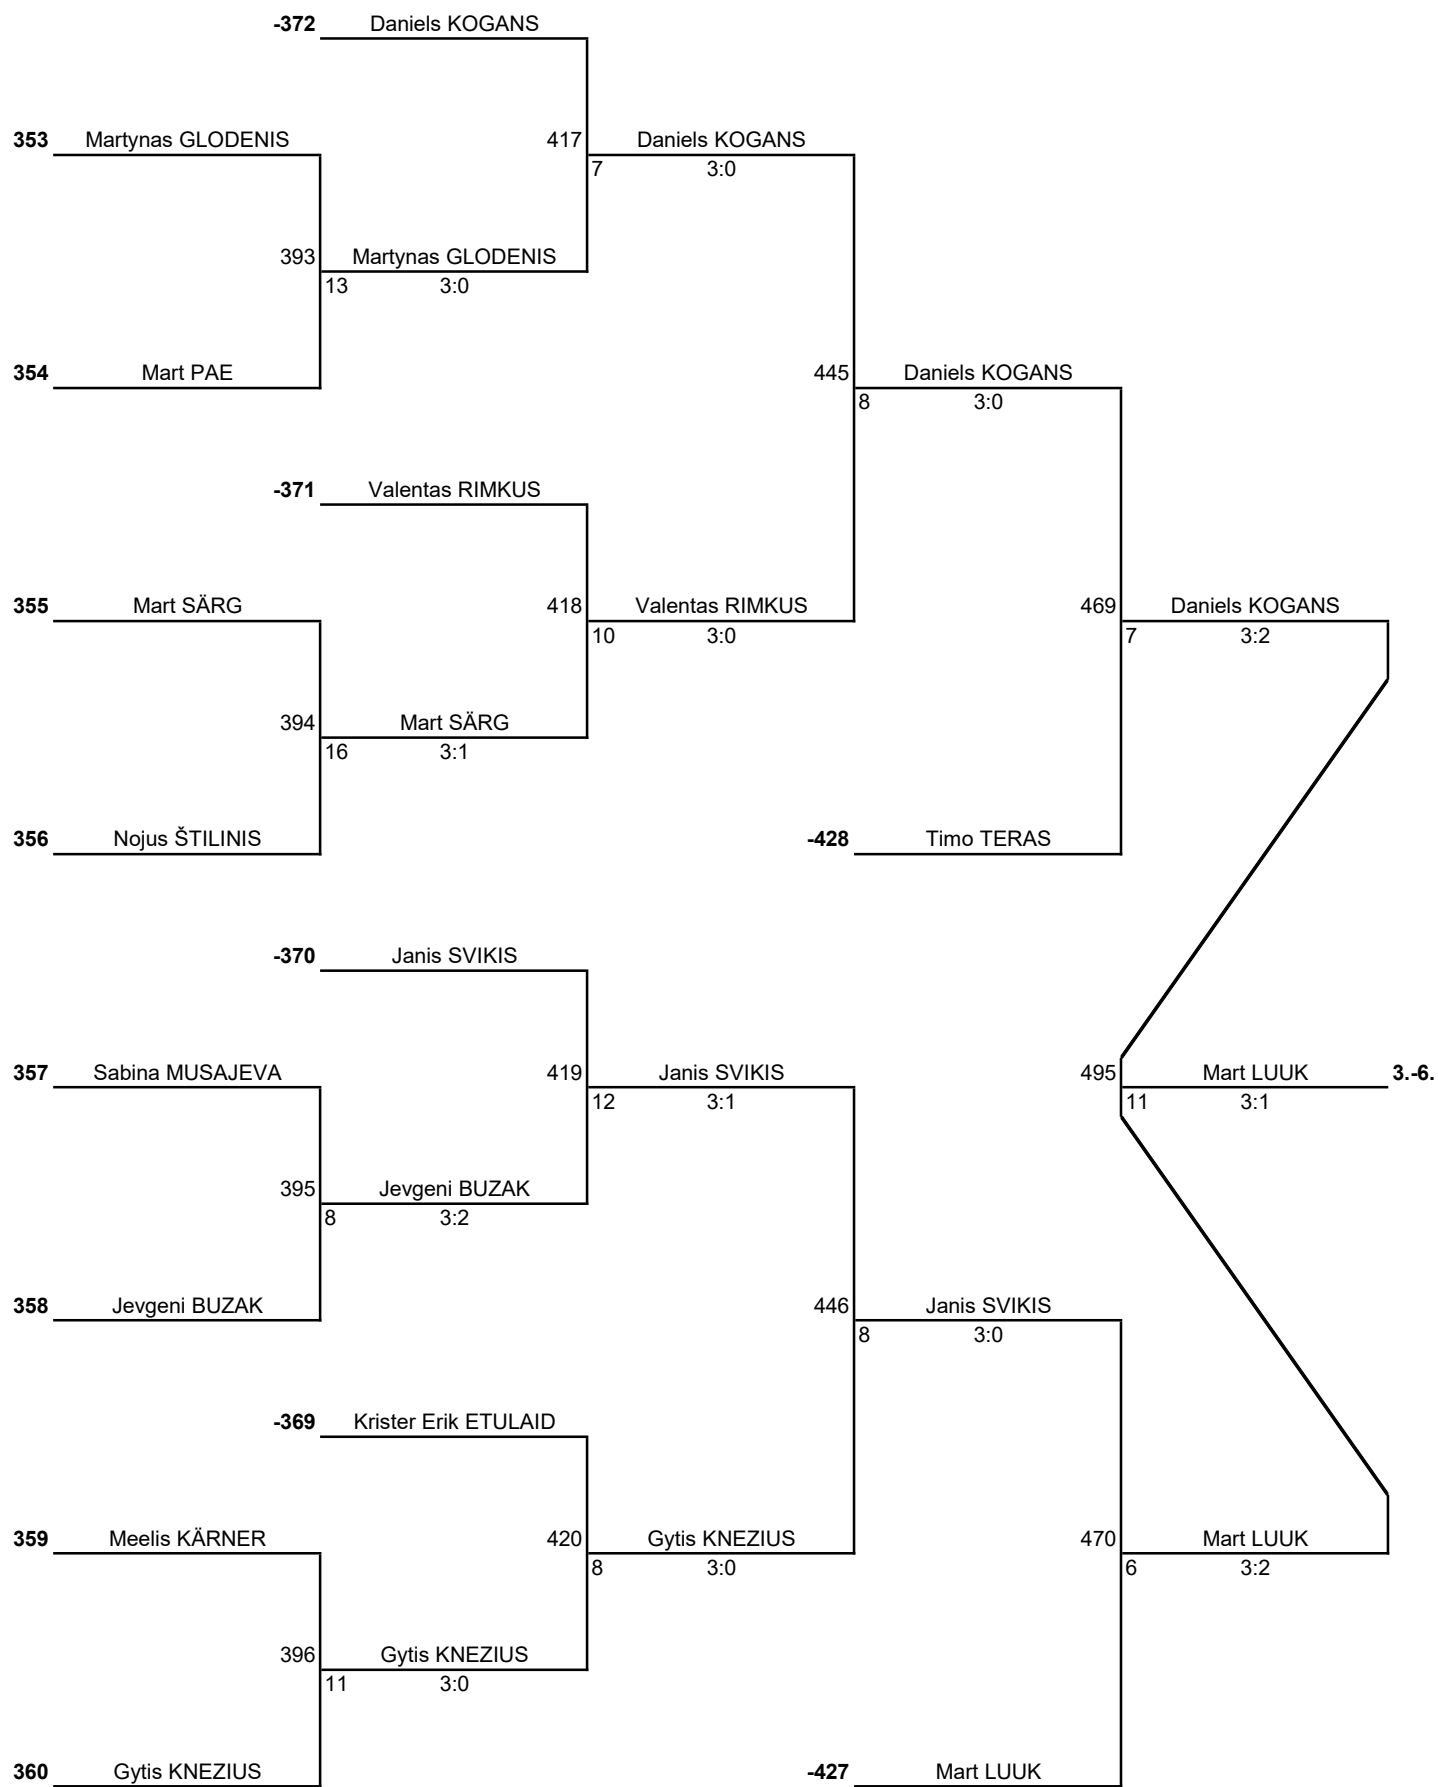 -372 Daniels KOGANS
353 Martynas GLODENIS 417 Daniels KOGANS
7 3:0
393 Martynas GLODENIS
13 3:0
354 Mart PAE 445 Daniels KOGANS
8 3:0
-371 Valentas RIMKUS
355 Mart SÄRG 418 Valentas RIMKUS 469 Daniels KOGANS
10 3:0 7 3:2
394 Mart SÄRG
16 3:1
356 Nojus ŠTILINIS -428 Timo TERAS
-370 Janis SVIKIS
357 Sabina MUSAJEVA 419 Janis SVIKIS 495 Mart LUUK 3.-6.
12 3:1 11 3:1
395 Jevgeni BUZAK
8 3:2
358 Jevgeni BUZAK 446 Janis SVIKIS
8 3:0
-369 Krister Erik ETULAID
359 Meelis KÄRNER 420 Gytis KNEZIUS 470 Mart LUUK
8 3:0 6 3:2
396 Gytis KNEZIUS
11 3:0
360 Gytis KNEZIUS -427 Mart LUUK